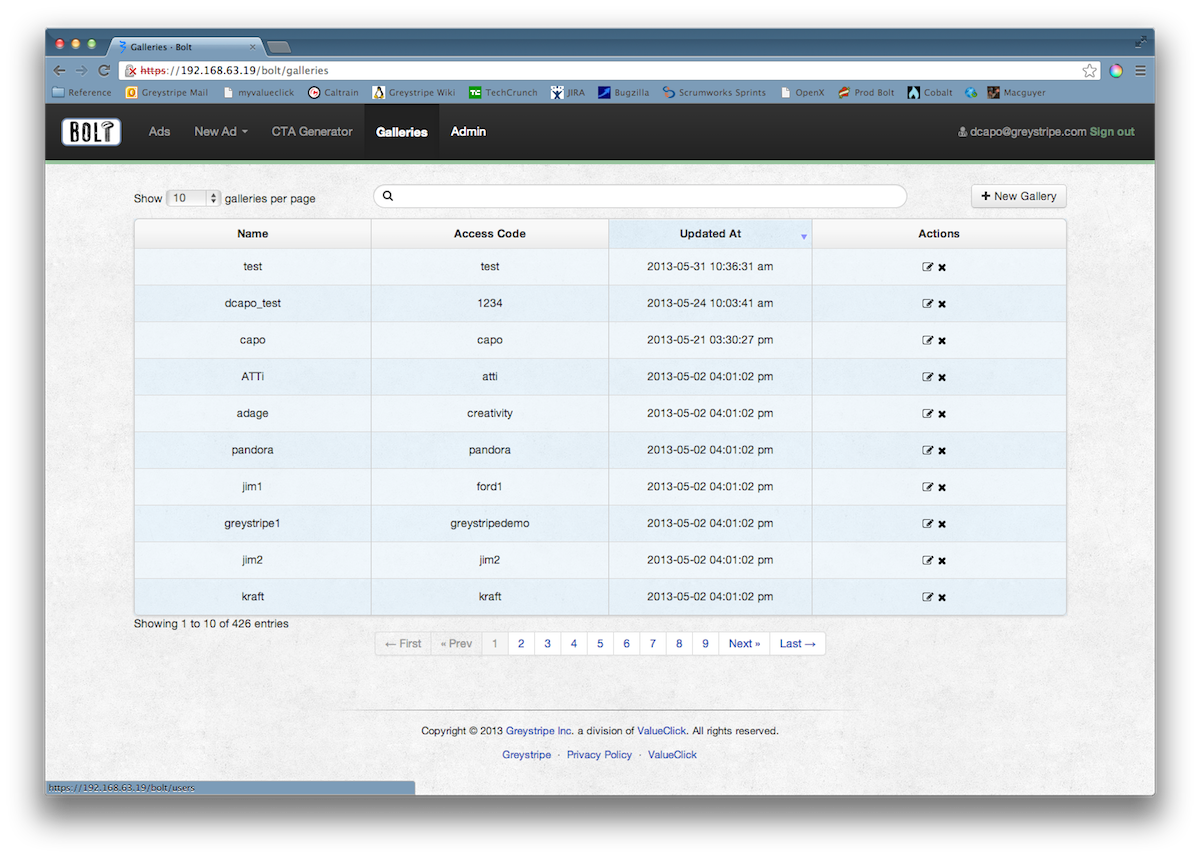 Galleries - Bolt
https://192.168.63.19/bolt/galleries
Reference Greystripe Mail myvalueclick Caltrain Greystripe Wiki TC TechCrunch JIRA Bugzilla Scrumworks Sprints OpenX Prod Bolt Cobalt Macguyer
BOLT Ads New Ad CTA Generator Galleries Admin dcapo@greystripe.com Sign out
Show 10 galleries per page + New Gallery
Name Access Code Updated At Actions
test test 2013-05-31 10:36:31 am
dcapo_test 1234 2013-05-24 10:03:41 am
capo capo 2013-05-21 03:30:27 pm
ATTi atti 2013-05-02 04:01:02 pm
adage creativity 2013-05-02 04:01:02 pm
pandora pandora 2013-05-02 04:01:02 pm
jim1 ford1 2013-05-02 04:01:02 pm
greystripe1 greystripedemo 2013-05-02 04:01:02 pm
jim2 jim2 2013-05-02 04:01:02 pm
kraft kraft 2013-05-02 04:01:02 pm
Showing 1 to 10 of 426 entries
← First « Prev 1 2 3 4 5 6 7 8 9 Next » Last →
Copyright © 2013 Greystripe Inc. a division of ValueClick. All rights reserved.
Greystripe · Privacy Policy · ValueClick
https://192.168.63.19/bolt/users